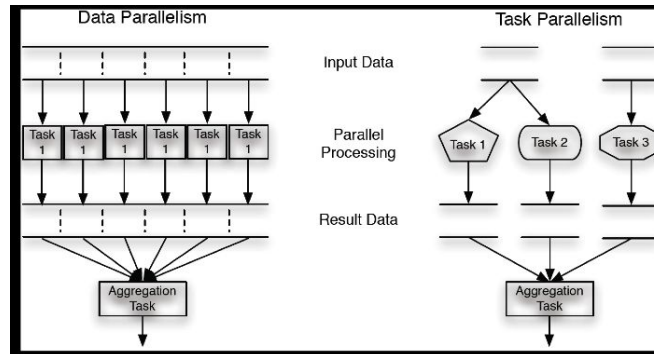 Data Parallelism
Task Parallelism
Input Data
Task 1
Task 1
Task 1
Task 1
Task 1
Task 1
Parallel Processing
Task 1
Task 2
Task 3
Result Data
Aggregation Task
Aggregation Task